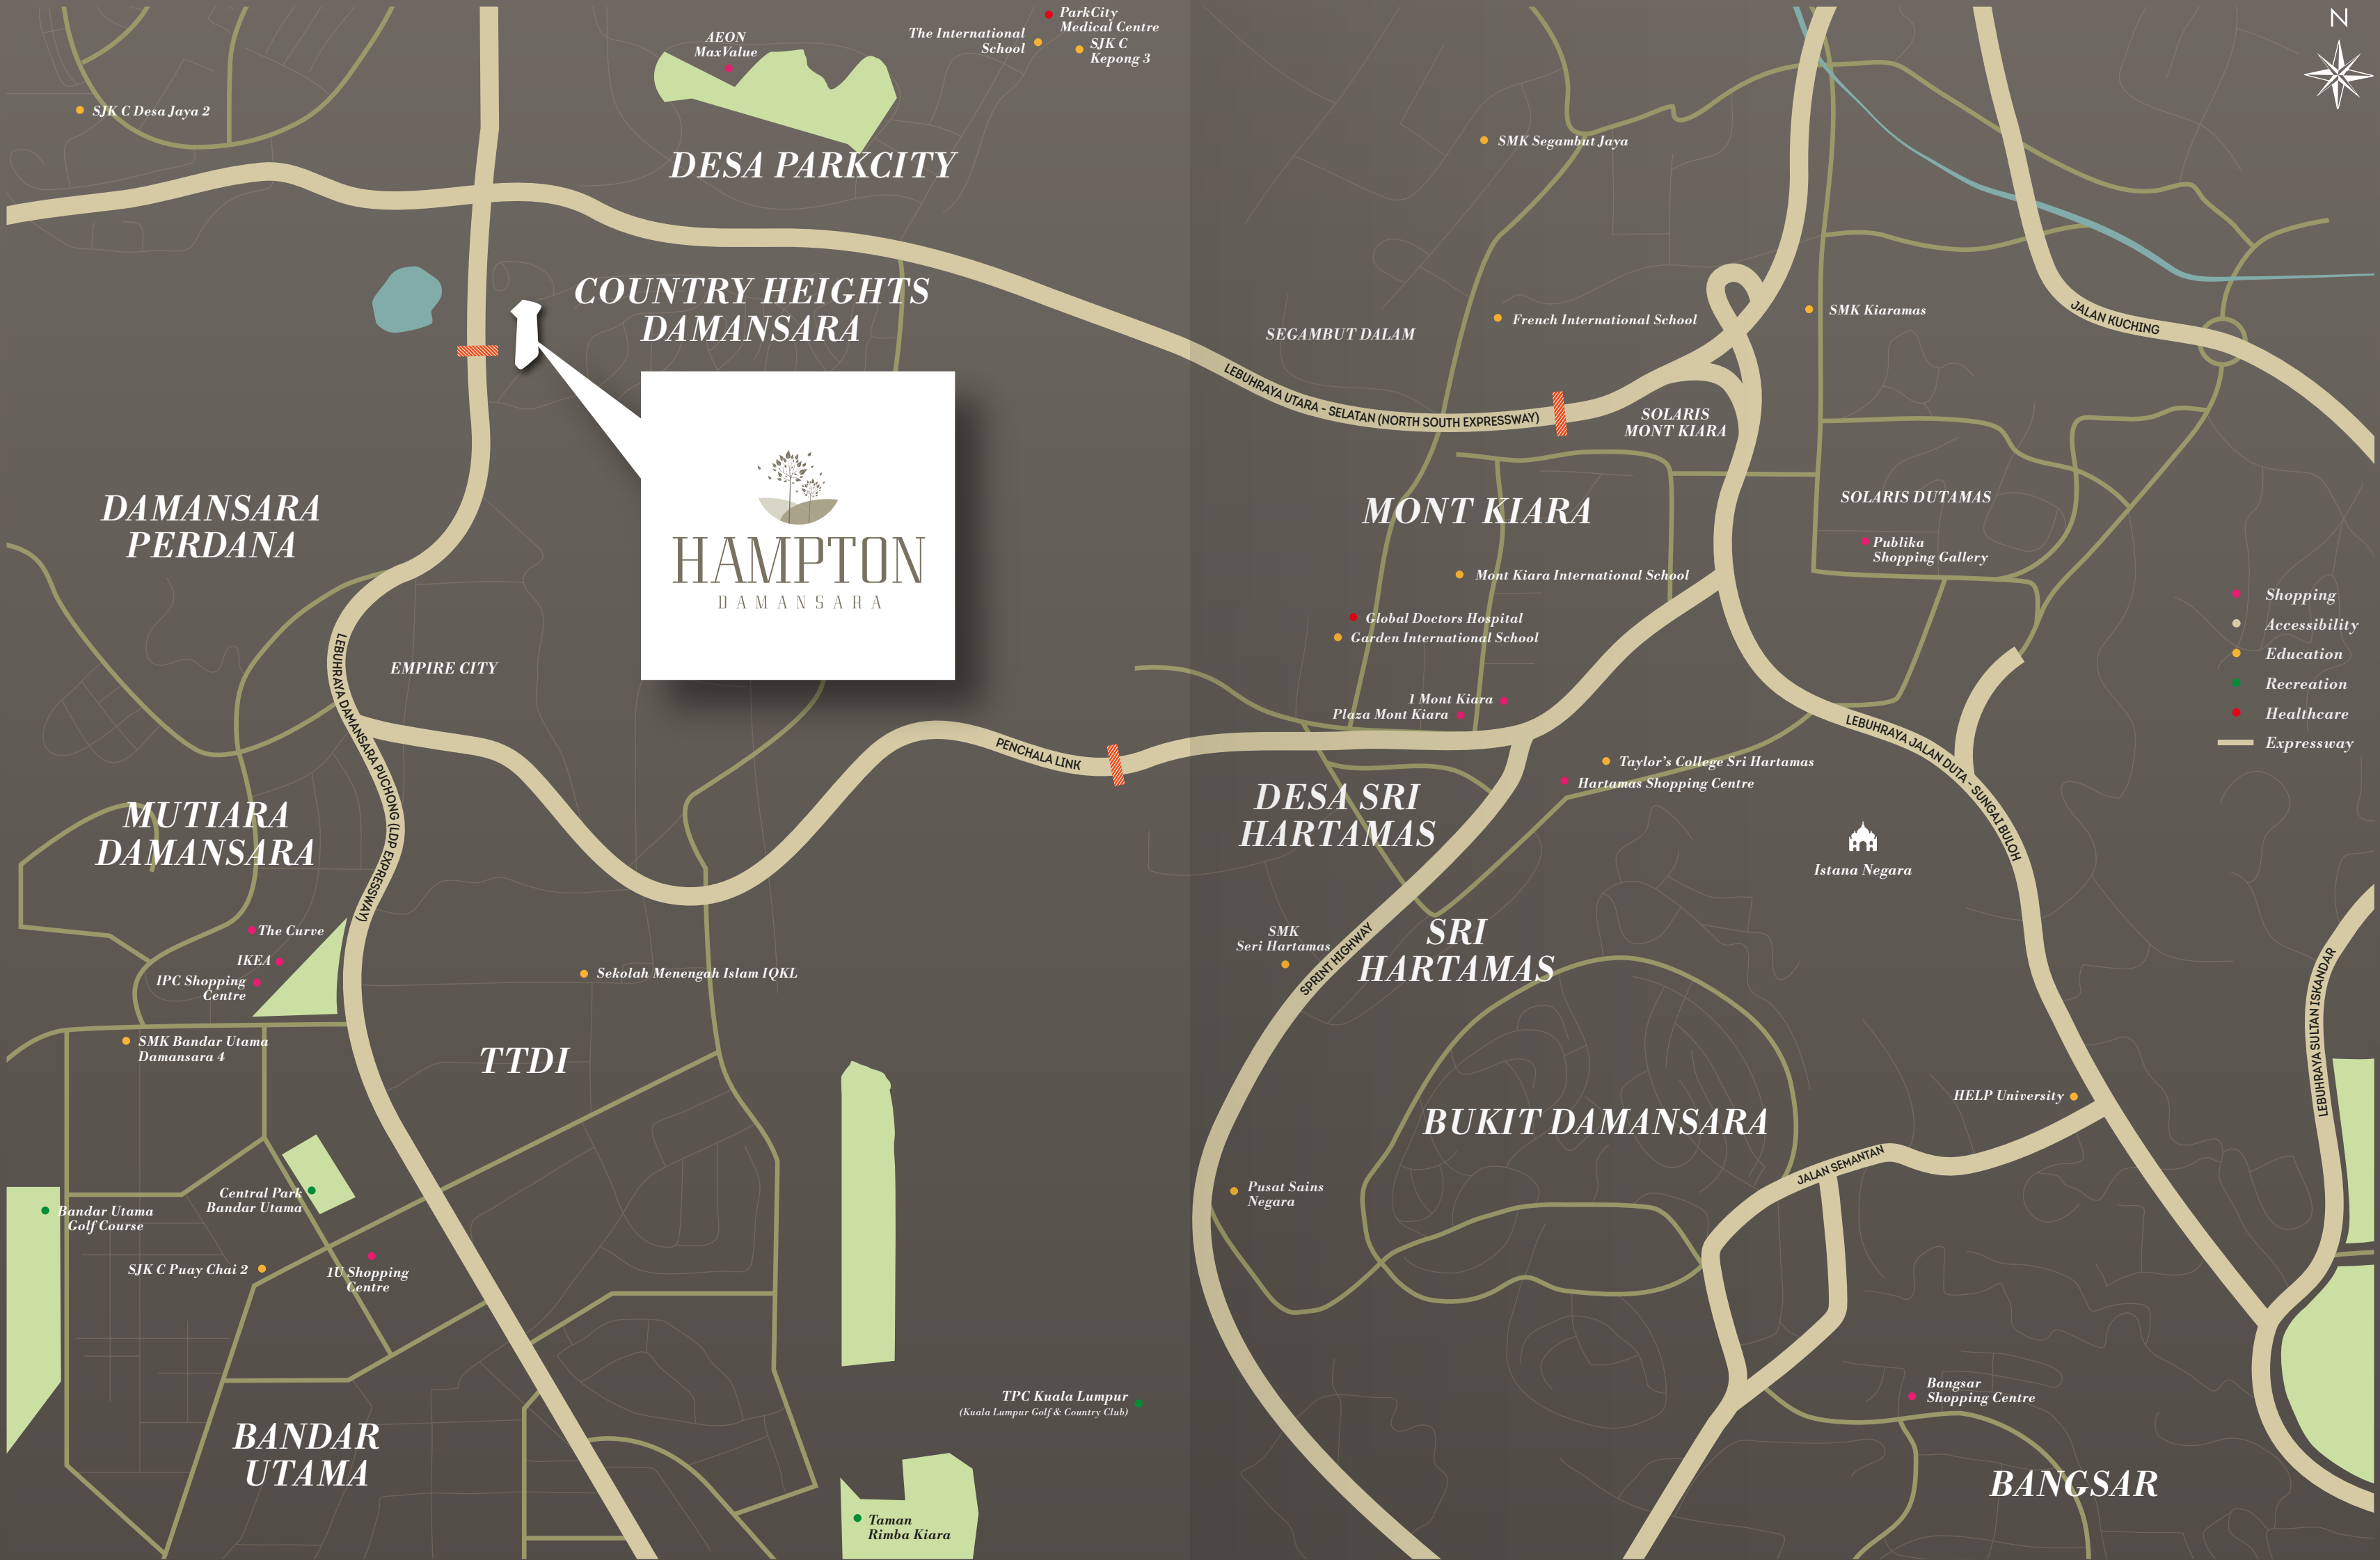 N
ParkCity
Medical Centre
The International
School
SJK C
Kepong 3
AEON
MaxValue
SJK C Desa Jaya 2
DESA PARKCITY
SMK Segambut Jaya
COUNTRY HEIGHTS
DAMANSARA
SEGAMBUT DALAM
French International School
SMK Kiaramas
JALAN KUCHING
LEBUHRAYA UTARA - SELATAN (NORTH SOUTH EXPRESSWAY)
SOLARIS
MONT KIARA
DAMANSARA
PERDANA
HAMPTON
DAMANSARA
MONT KIARA
SOLARIS DUTAMAS
Publika
Shopping Gallery
Mont Kiara International School
Global Doctors Hospital
Garden International School
Shopping
Accessibility
Education
Recreation
Healthcare
Expressway
EMPIRE CITY
LEBUHRAYA DAMANSARA PUCHONG (LDP EXPRESSWAY)
1 Mont Kiara
Plaza Mont Kiara
PENCHALA LINK
LEBUHRAYA JALAN DUTA - SUNGAI BULOH
Taylor's College Sri Hartamas
Hartamas Shopping Centre
MUTIARA
DAMANSARA
DESA SRI
HARTAMAS
Istana Negara
The Curve
IKEA
IPC Shopping
Centre
Sekolah Menengah Islam IQKL
SMK
Seri Hartamas
SPRINT HIGHWAY
SRI
HARTAMAS
LEBUHRAYA SULTAN ISKANDAR
SMK Bandar Utama
Damansara 4
TTDI
HELP University
BUKIT DAMANSARA
JALAN SEMANTAN
Central Park
Bandar Utama
Bandar Utama
Golf Course
Pusat Sains
Negara
SJK C Puay Chai 2
1U Shopping
Centre
TPC Kuala Lumpur
(Kuala Lumpur Golf & Country Club)
Bangsar
Shopping Centre
BANDAR
UTAMA
BANGSAR
Taman
Rimba Kiara